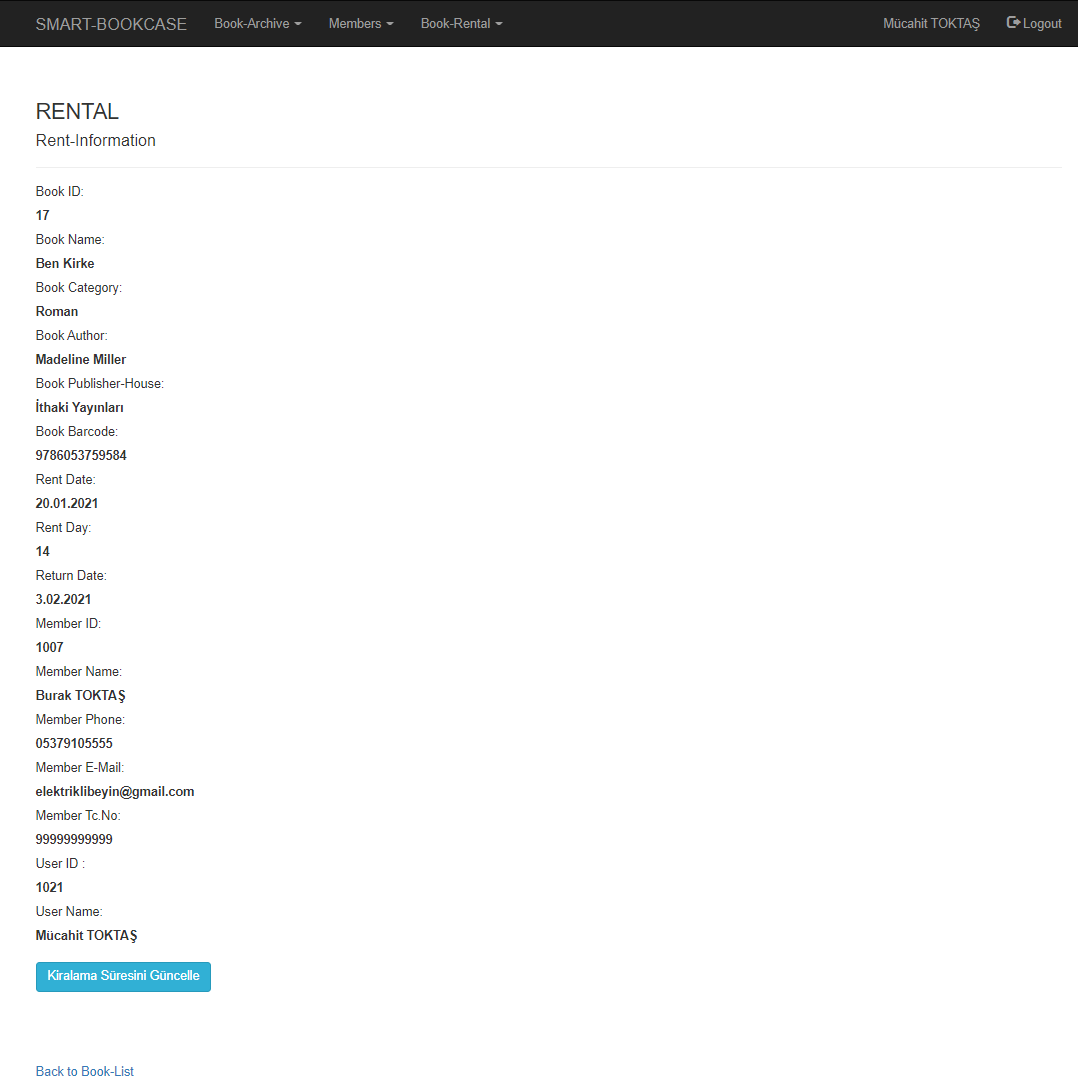 SMART-BOOKCASE Book-Archive Members Book-Rental Mücahit TOKTAŞ Logout
RENTAL
Rent-Information
Book ID:
17
Book Name:
Ben Kirke
Book Category:
Roman
Book Author:
Madeline Miller
Book Publisher-House:
İthaki Yayınları
Book Barcode:
9786053759584
Rent Date:
20.01.2021
Rent Day:
14
Return Date:
3.02.2021
Member ID:
1007
Member Name:
Burak TOKTAŞ
Member Phone:
05379105555
Member E-Mail:
elektriklibeyin@gmail.com
Member Tc.No:
99999999999
User ID :
1021
User Name:
Mücahit TOKTAŞ
Kiralama Süresini Güncelle
Back to Book-List